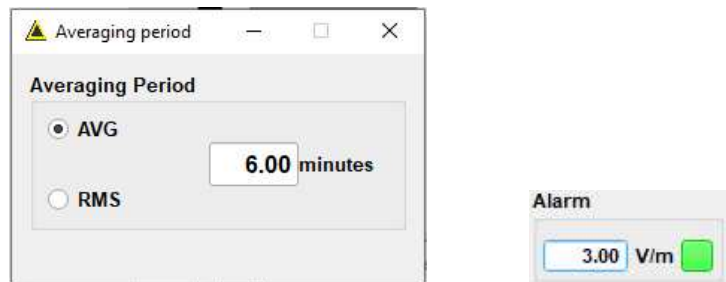 Averaging period
Averaging Period
AVG
6.00 minutes
RMS
Alarm
3.00 V/m